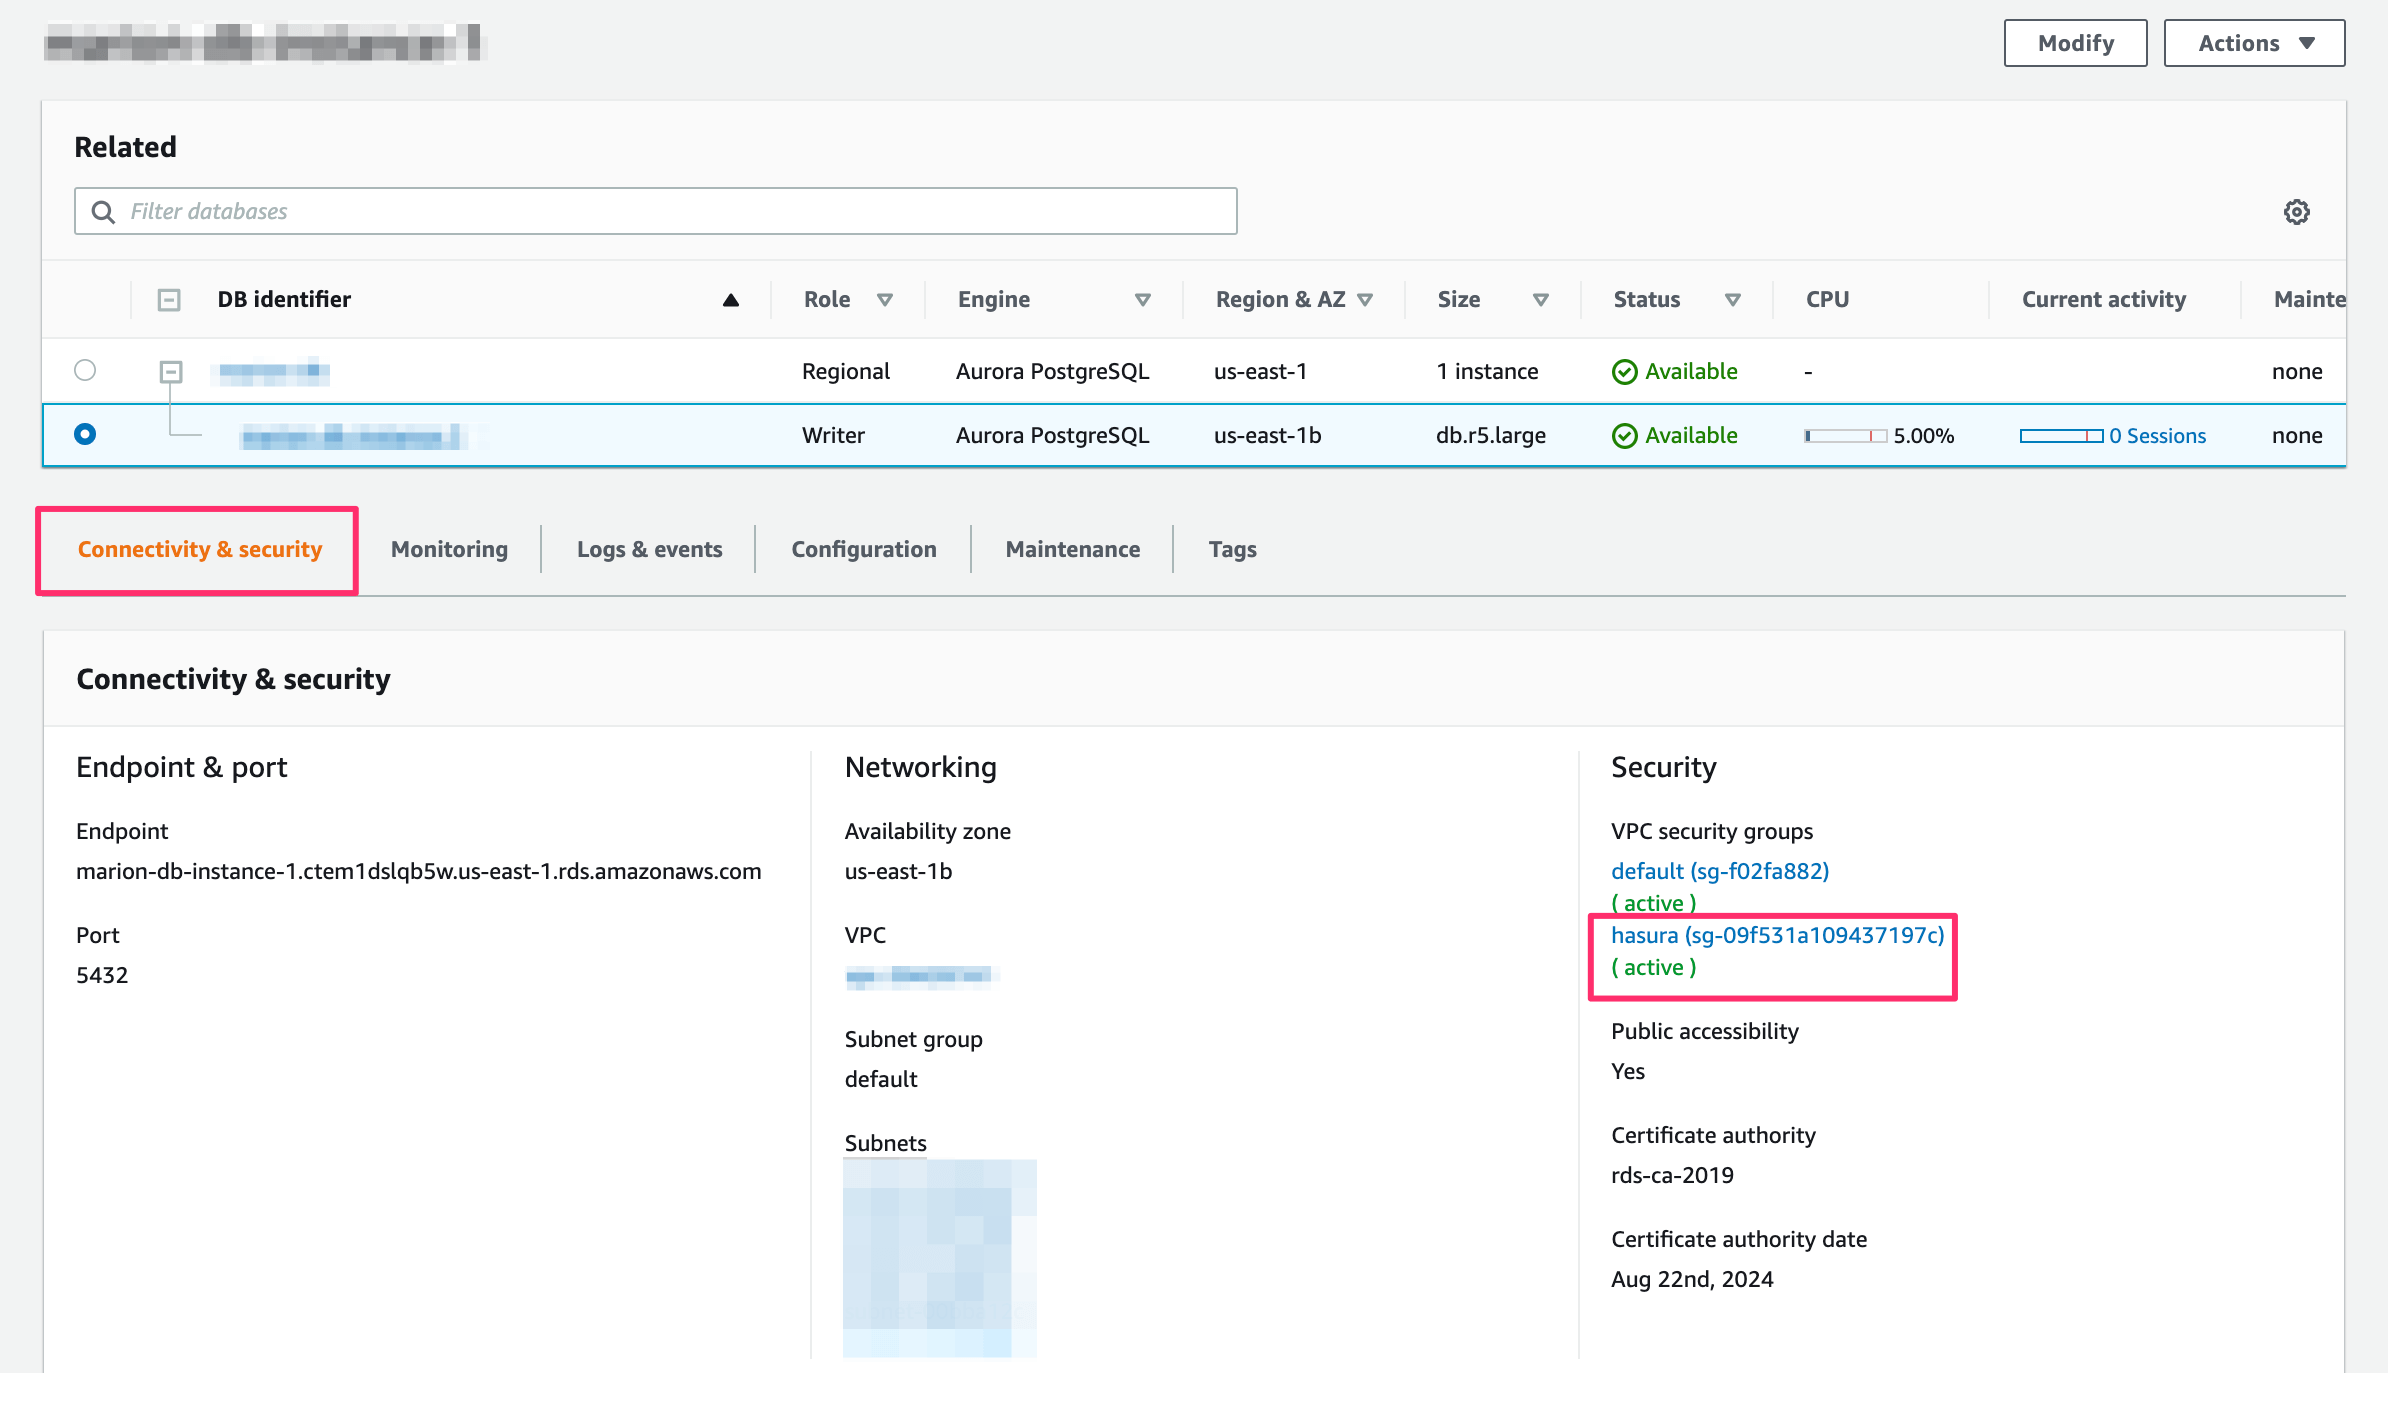 Modify Actions
Related
Filter databases
DB identifier Role Engine Region & AZ Size Status CPU Current activity Mainte
Regional Aurora PostgreSQL us-east-1 1 instance Available - none
Writer Aurora PostgreSQL us-east-1b db.r5.large Available 5.00% 0 Sessions none
Connectivity & security Monitoring Logs & events Configuration Maintenance Tags
Connectivity & security
Endpoint & port
Endpoint
marion-db-instance-1.ctem1dslqb5w.us-east-1.rds.amazonaws.com
Port
5432
Networking
Availability zone
us-east-1b
VPC
Subnet group
default
Subnets
Security
VPC security groups
default (sg-f02fa882)
( active )
hasura (sg-09f531a109437197c)
( active )
Public accessibility
Yes
Certificate authority
rds-ca-2019
Certificate authority date
Aug 22nd, 2024